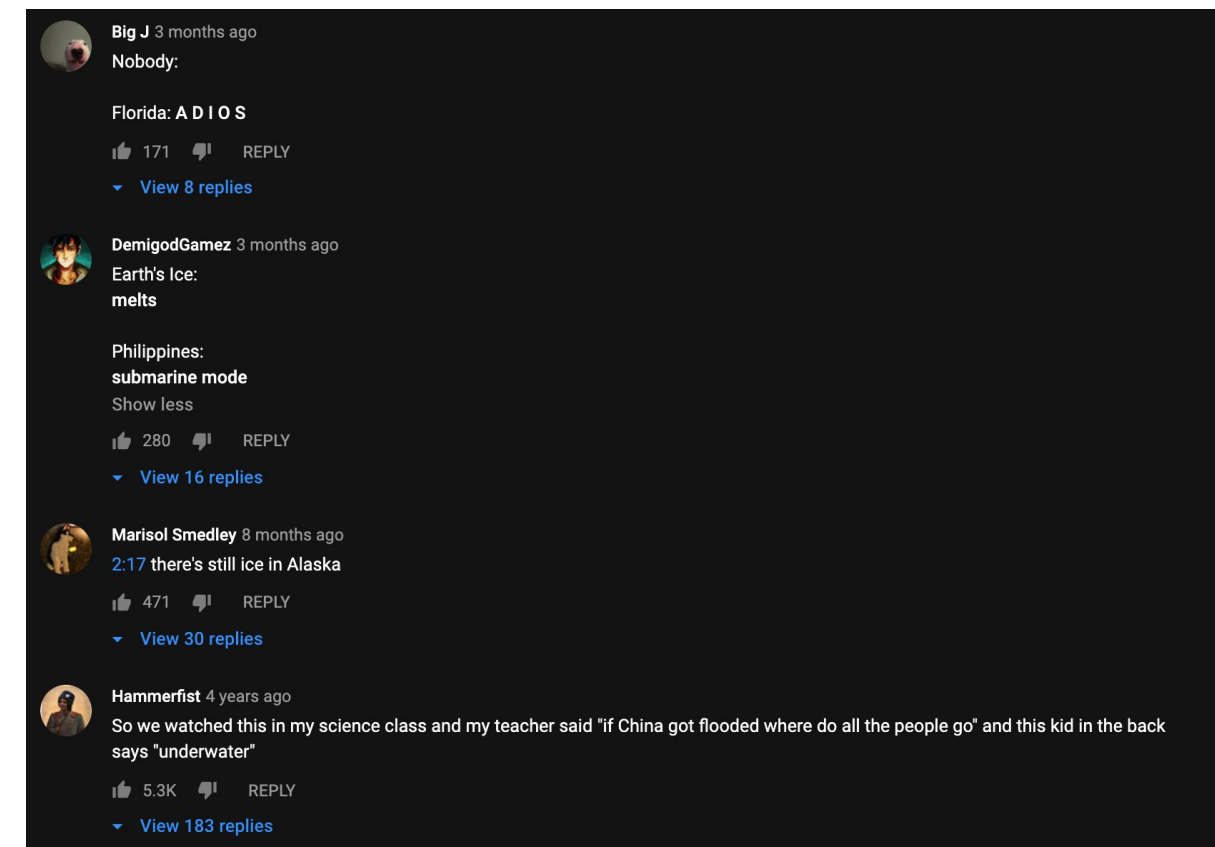 Big J 3 months ago
Nobody:
Florida: A D I O S
171 REPLY
View 8 replies
DemigodGamez 3 months ago
Earth's Ice:
melts
Philippines:
submarine mode
Show less
280 REPLY
View 16 replies
Marisol Smedley 8 months ago
2:17 there's still ice in Alaska
471 REPLY
View 30 replies
Hammerfist 4 years ago
So we watched this in my science class and my teacher said "if China got flooded where do all the people go" and this kid in the back
says "underwater"
5.3K REPLY
View 183 replies